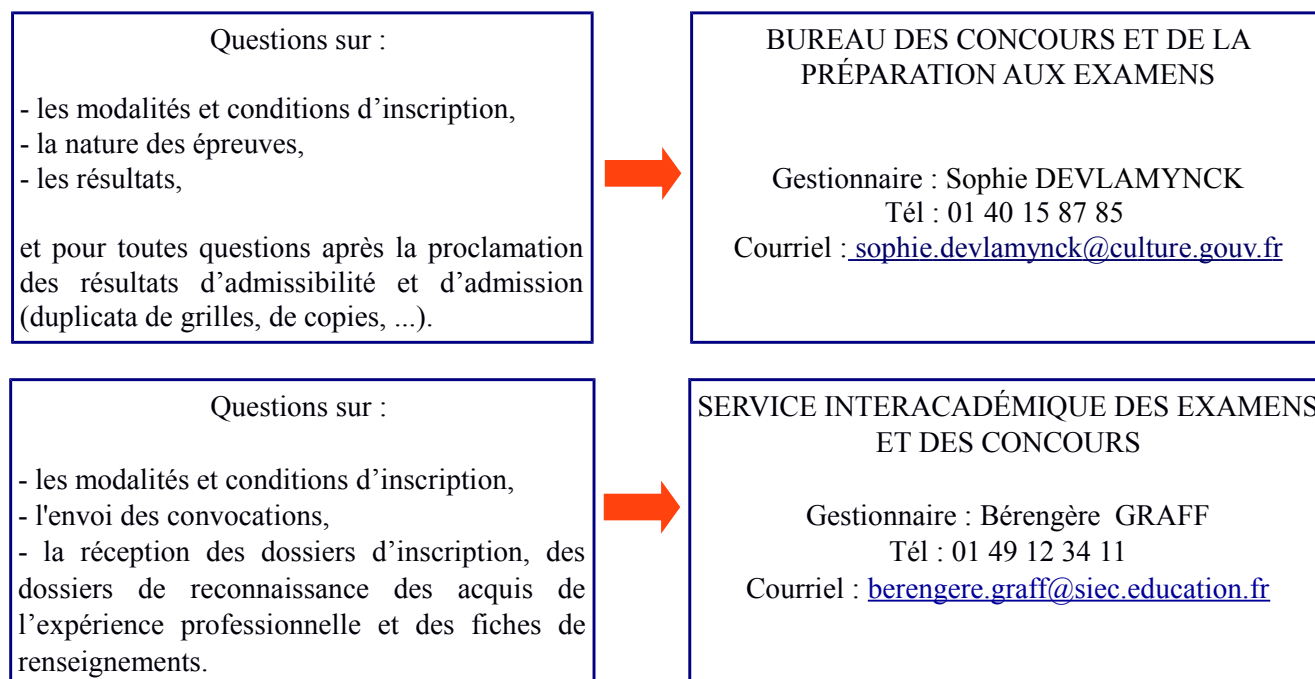 Questions sur :
- les modalités et conditions d’inscription,
- la nature des épreuves,
- les résultats,
et pour toutes questions après la proclamation
des résultats d’admissibilité et d’admission
(duplicata de grilles, de copies, ...).
BUREAU DES CONCOURS ET DE LA
PRÉPARATION AUX EXAMENS
Gestionnaire : Sophie DEVLAMYNCK
Tél : 01 40 15 87 85
Courriel : sophie.devlamynck@culture.gouv.fr
Questions sur :
- les modalités et conditions d’inscription,
- l'envoi des convocations,
- la réception des dossiers d’inscription, des
dossiers de reconnaissance des acquis de
l’expérience professionnelle et des fiches de
renseignements.
SERVICE INTERACADÉMIQUE DES EXAMENS
ET DES CONCOURS
Gestionnaire : Bérengère GRAFF
Tél : 01 49 12 34 11
Courriel : berengere.graff@siec.education.fr